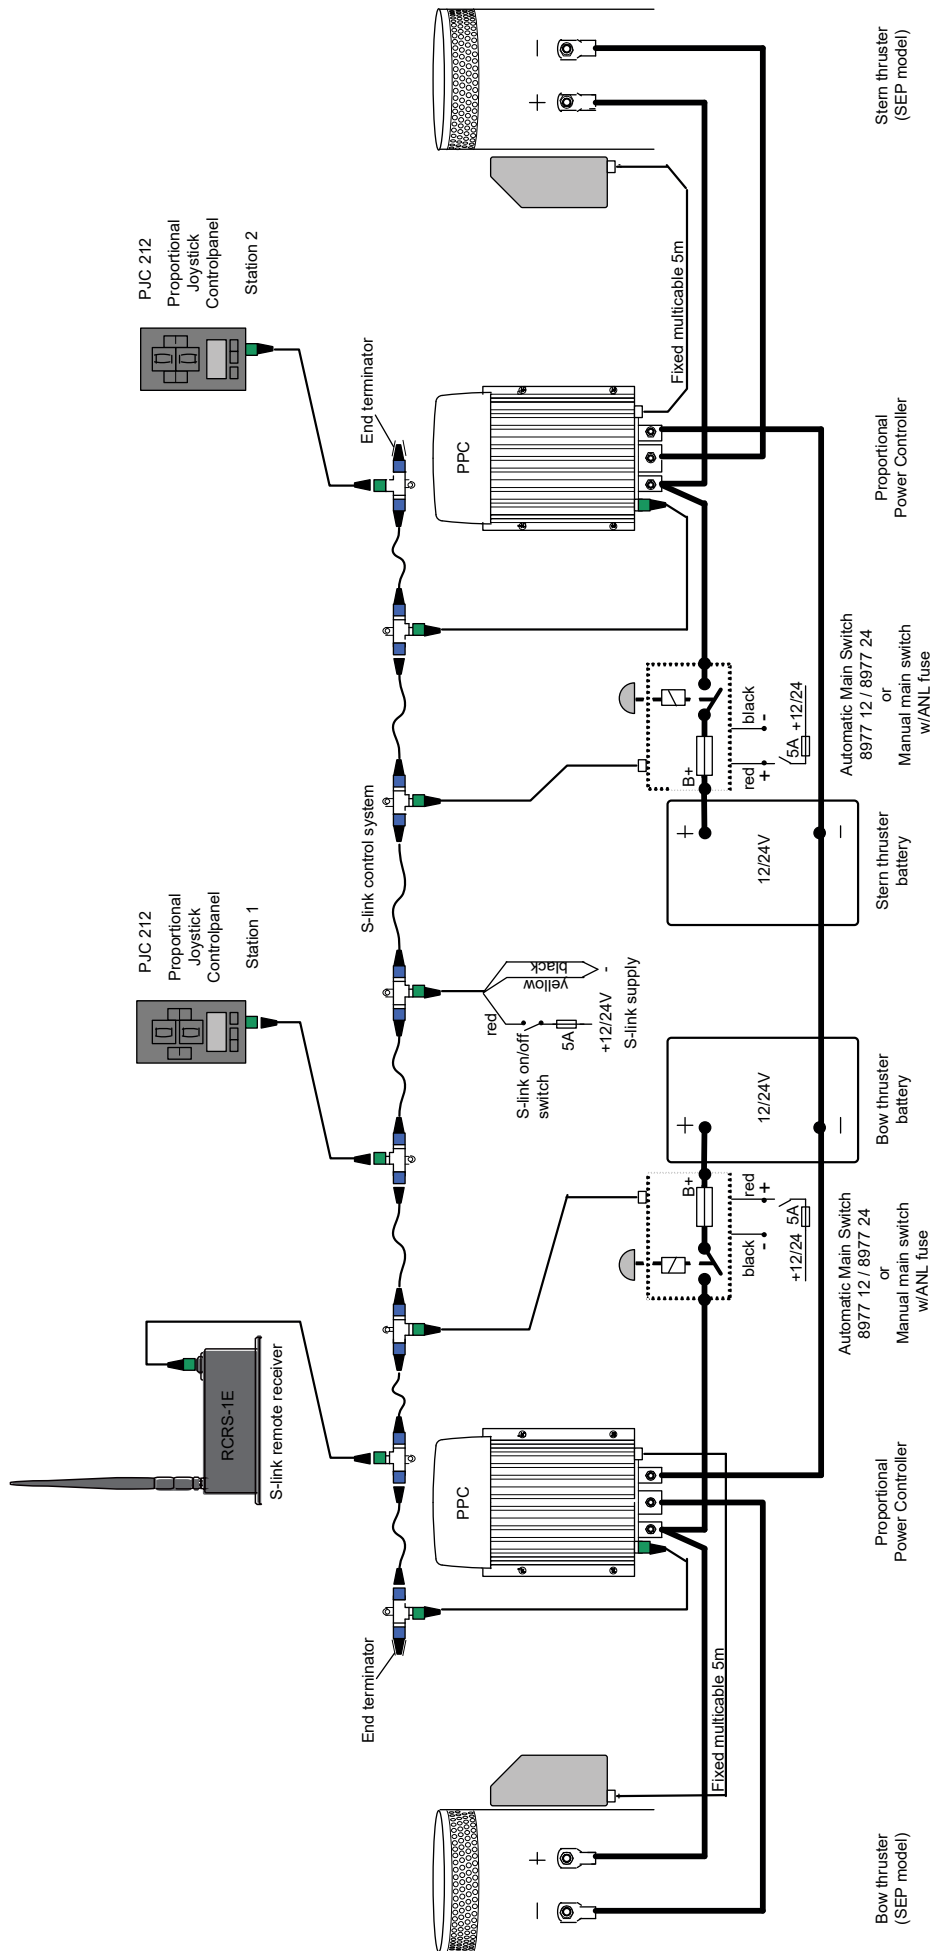 RCRS-1E
S-link remote receiver
PJC 212
Proportional
Joystick
Controlpanel
Station 1
PJC 212
Proportional
Joystick
Controlpanel
Station 2
End terminator
S-link control system
End terminator
PPC
PPC
red
yellow
black
-
S-link on/off
switch
5A
+12/24V
S-link supply
Fixed multicable 5m
Fixed multicable 5m
-
+
+
-
B+
black
-
red
+
+12/24
5A
+
12/24V
-
B+
red
+
black
-
5A
+12/24
+
12/24V
-
Bow thruster
(SEP model)
Proportional
Power Controller
Automatic Main Switch
8977 12 / 8977 24
or
Manual main switch
w/ANL fuse
Bow thruster
battery
Stern thruster
battery
Automatic Main Switch
8977 12 / 8977 24
or
Manual main switch
w/ANL fuse
Proportional
Power Controller
Stern thruster
(SEP model)